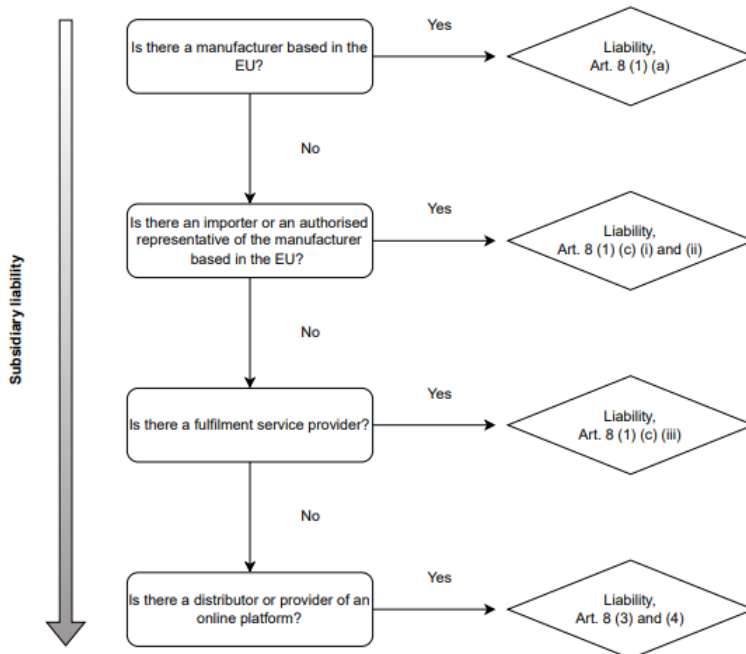 Yes
Is there a manufacturer based in the
EU?
Liability,
Art. 8 (1) (a)
No
Yes
Is there an importer or an authorised
representative of the manufacturer
based in the EU?
Liability,
Art. 8 (1) (c) (i) and (ii)
Subsidiary liability
No
Yes
Is there a fulfilment service provider?
Liability,
Art. 8 (1) (c) (iii)
No
Yes
Is there a distributor or provider of an
online platform?
Liability,
Art. 8 (3) and (4)